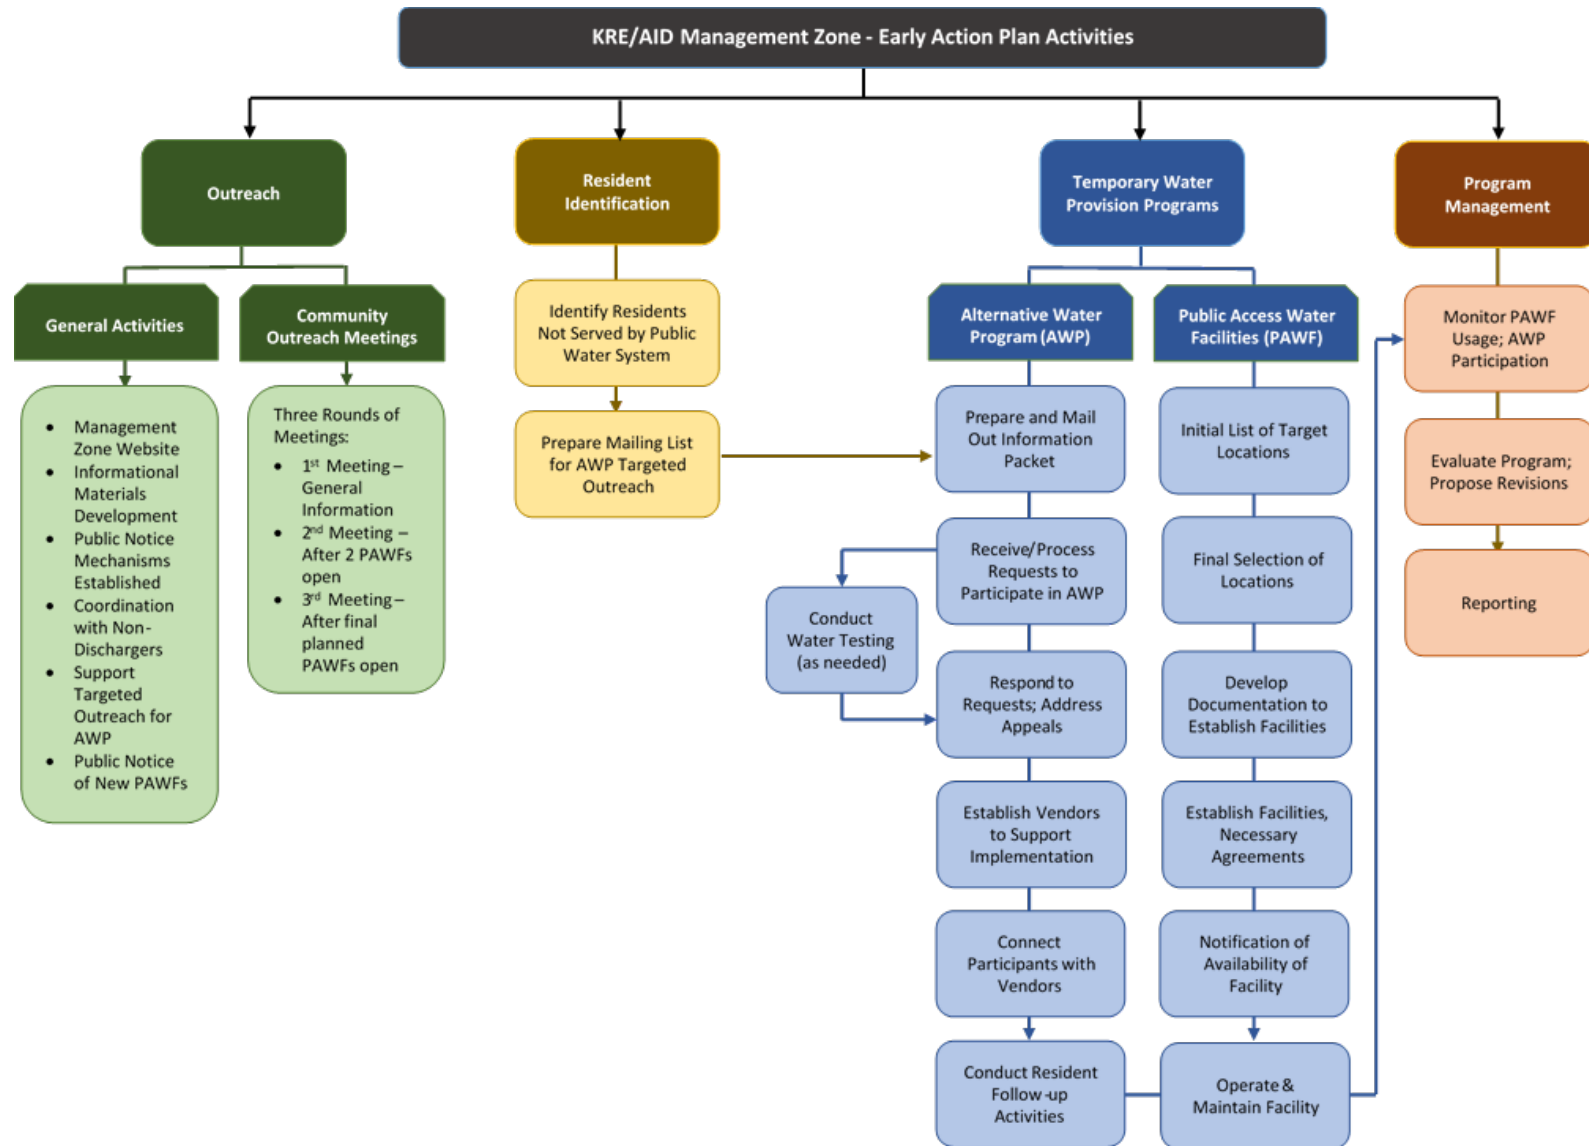 KRE/AID Management Zone - Early Action Plan Activities
Outreach
General Activities
• Management
Zone Website
• Informational
Materials
Development
• Public Notice
Mechanisms
Established
• Coordination
with Non-
Dischargers
• Support
Targeted
Outreach for
AWP
• Public Notice
of New PAWFs
Community
Outreach Meetings
Three Rounds of
Meetings:
• 1st Meeting –
General
Information
• 2nd Meeting –
After 2 PAWFs
open
• 3rd Meeting –
After final
planned
PAWFs open
Resident
Identification
Identify Residents
Not Served by Public
Water System
Prepare Mailing List
for AWP Targeted
Outreach
Temporary Water
Provision Programs
Alternative Water
Program (AWP)
Prepare and Mail
Out Information
Packet
Receive/Process
Requests to
Participate in AWP
Conduct
Water Testing
(as needed)
Respond to
Requests; Address
Appeals
Establish Vendors
to Support
Implementation
Connect
Participants with
Vendors
Conduct Resident
Follow-up
Activities
Public Access Water
Facilities (PAWF)
Initial List of Target
Locations
Final Selection of
Locations
Develop
Documentation to
Establish Facilities
Establish Facilities,
Necessary
Agreements
Notification of
Availability of
Facility
Operate &
Maintain Facility
Program
Management
Monitor PAWF
Usage; AWP
Participation
Evaluate Program;
Propose Revisions
Reporting